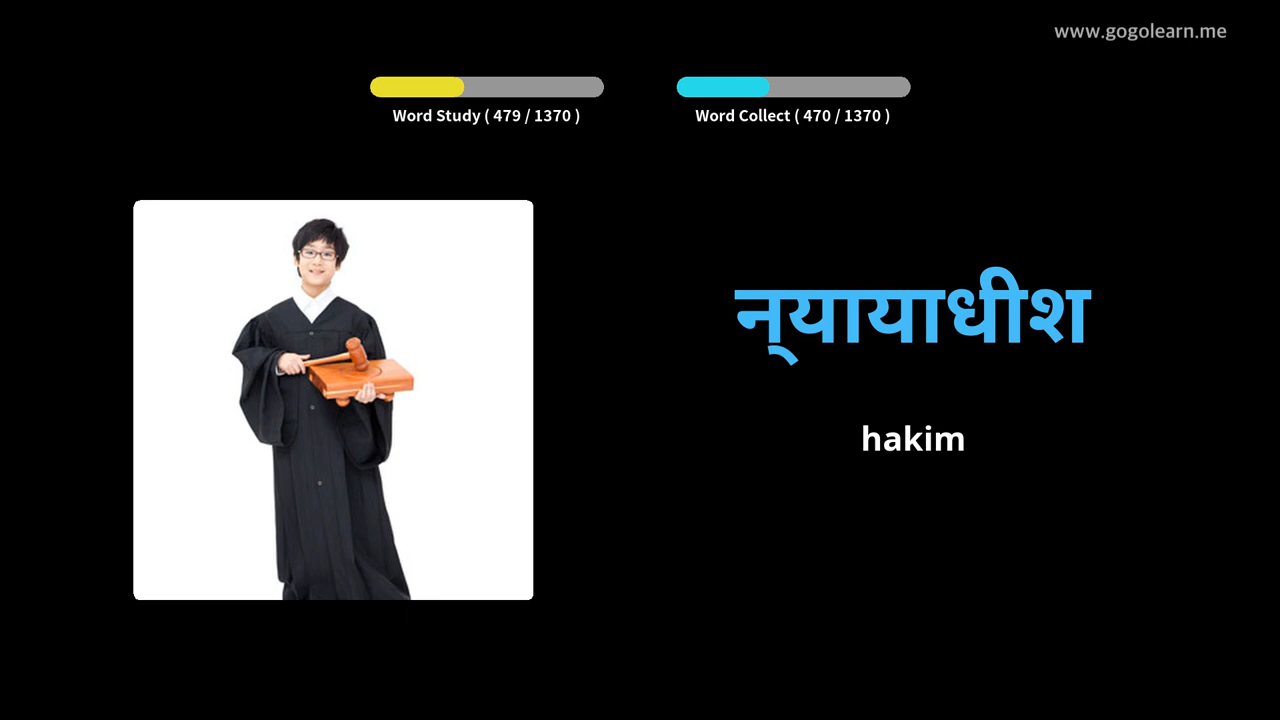 www.gogolearn.me
Word Study ( 479 / 1370 )
Word Collect ( 470 / 1370 )
न्‌यायाधीश
hakim